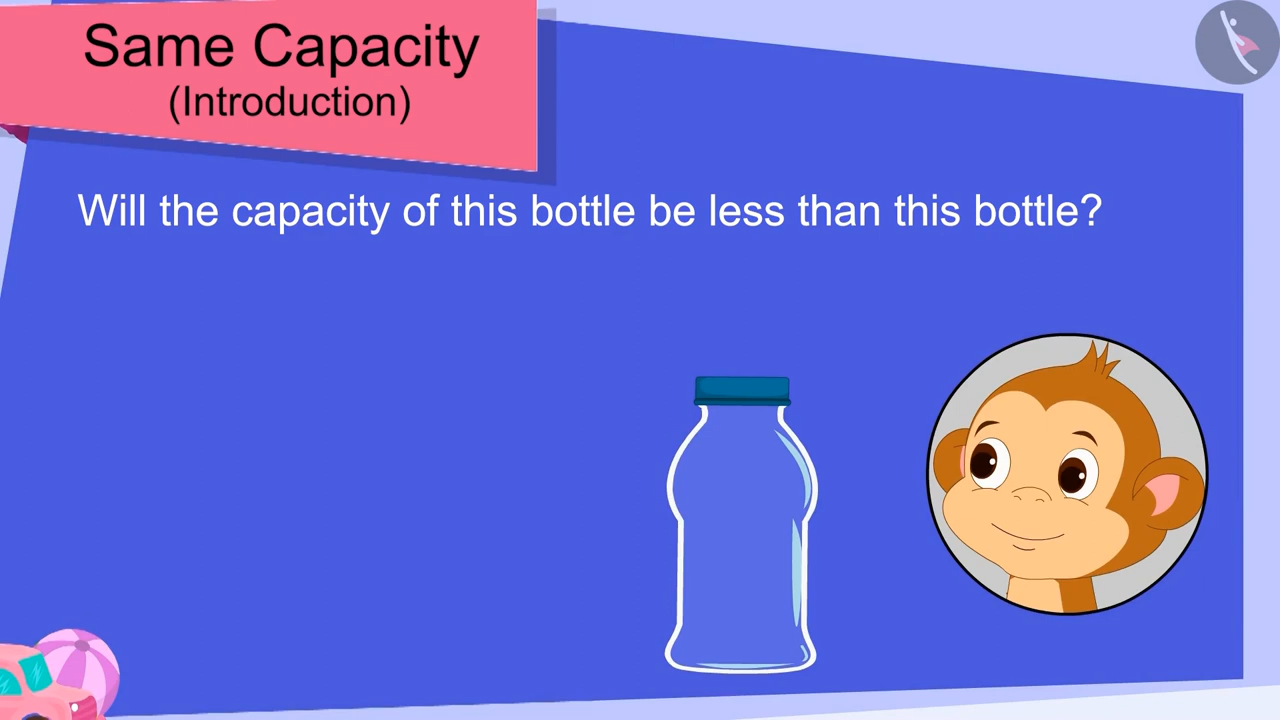 Same Capacity
(Introduction)
Will the capacity of this bottle be less than this bottle?